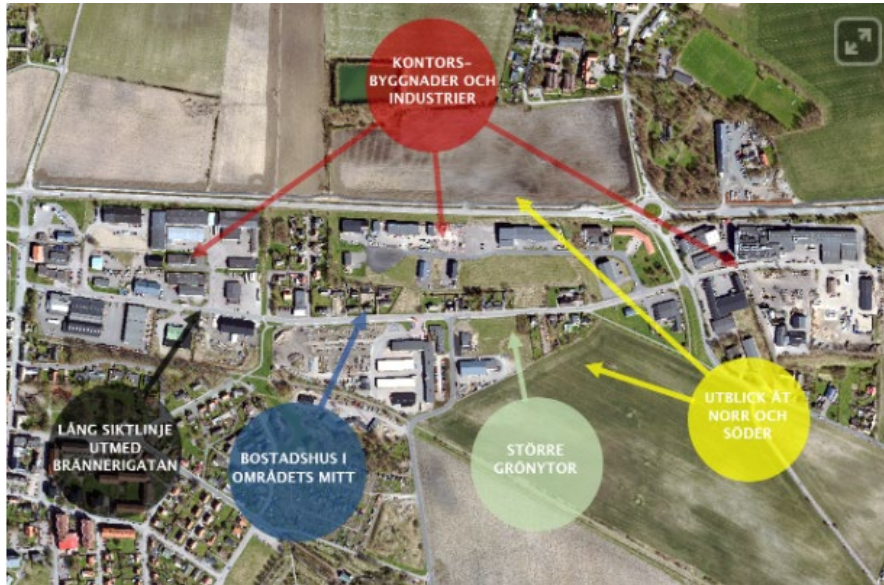 KONTORS-
BYGGNADER OCH
INDUSTRIER
LÅNG SIKTLINJE
UTMED
BRÄNNERIGATAN
BOSTADSHUS I
OMRÅDETS MITT
STÖRRE
GRÖNYTOR
UTBLICK ÅT
NORR OCH
SÖDER